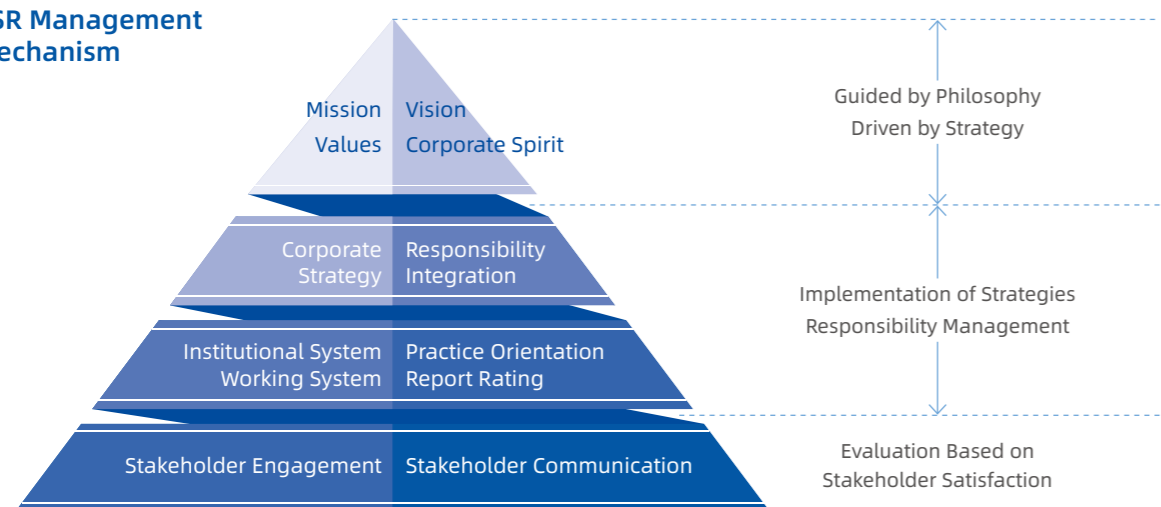 SR Management
echanism
Mission Vision
Values Corporate Spirit
Guided by Philosophy
Driven by Strategy
Corporate Strategy
Responsibility Integration
Implementation of Strategies
Responsibility Management
Institutional System
Working System
Practice Orientation
Report Rating
Stakeholder Engagement
Stakeholder Communication
Evaluation Based on
Stakeholder Satisfaction